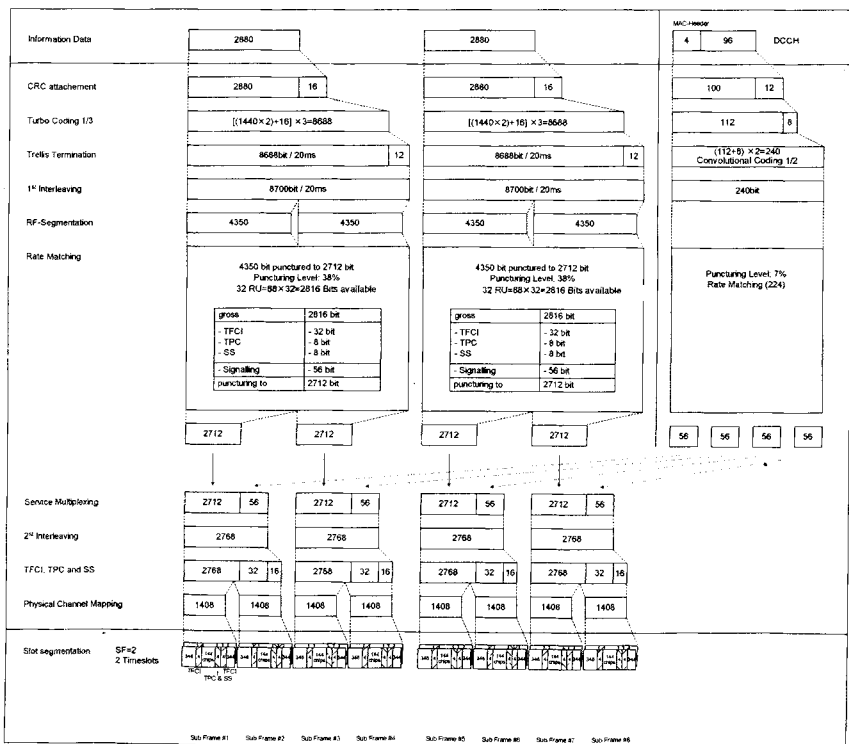 MAC-Header
Information Data 2880 2880 4 96 DCCH
CRC attachement 2880 16 2880 16 100 12
Turbo Coding 1/3 [(1440×2)+16] ×3=8688 [(1440×2)+16] ×3=8688 112 8
Trellis Termination 8688bit / 20ms 12 8688bit / 20ms 12 (112+8) ×2=240
Convolutional Coding 1/2
1st Interleaving 8700bit / 20ms 8700bit / 20ms 240bit
RF-Segmentation 4350 4350 4350 4350
Rate Matching
4350 bit punctured to 2712 bit
Puncturing Level: 38%
32 RU=88×32=2816 Bits available
gross 2816 bit
- TFCI - 32 bit
- TPC - 8 bit
- SS - 8 bit
- Signalling - 56 bit
puncturing to 2712 bit
4350 bit punctured to 2712 bit
Puncturing Level: 38%
32 RU=88×32=2816 Bits available
gross 2816 bit
- TFCI - 32 bit
- TPC - 8 bit
- SS - 8 bit
- Signalling - 56 bit
puncturing to 2712 bit
Puncturing Level: 7%
Rate Matching (224)
2712 2712 2712 2712 56 56 56 56
Service Multiplexing 2712 56 2712 56 2712 56 2712 56
2st Interleaving 2768 2768 2768 2768
TFCI, TPC and SS 2768 32 16 2768 32 16 2768 32 16 2768 32 16
Physical Channel Mapping 1408 1408 1408 1408 1408 1408 1408 1408
Slot segmentation SF=2
2 Timeslots
144 chips
TFCI TFCI
TPC & SS
Sub Frame #1 Sub Frame #2 Sub Frame #3 Sub Frame #4 Sub Frame #5 Sub Frame #6 Sub Frame #7 Sub Frame #8